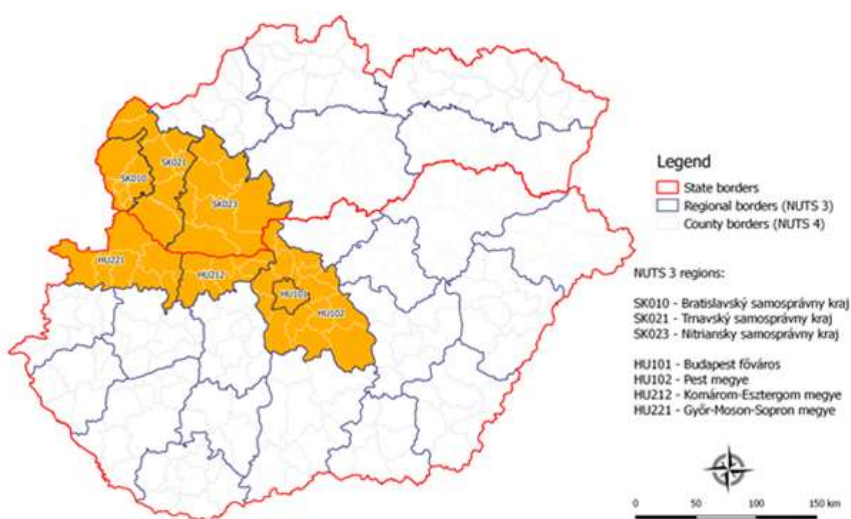 SK010
SK021
SK023
HU221
HU212
HU101
HU102
Legend
State borders
Regional borders (NUTS 3)
County borders (NUTS 4)
NUTS 3 regions:
SK010 - Bratislavský samosprávny kraj
SK021 - Trnavský samosprávny kraj
SK023 - Nitriansky samosprávny kraj
HU101 - Budapest főváros
HU102 - Pest megye
HU212 - Komárom-Esztergom megye
HU221 - Győr-Moson-Sopron megye
0 50 100 150 km